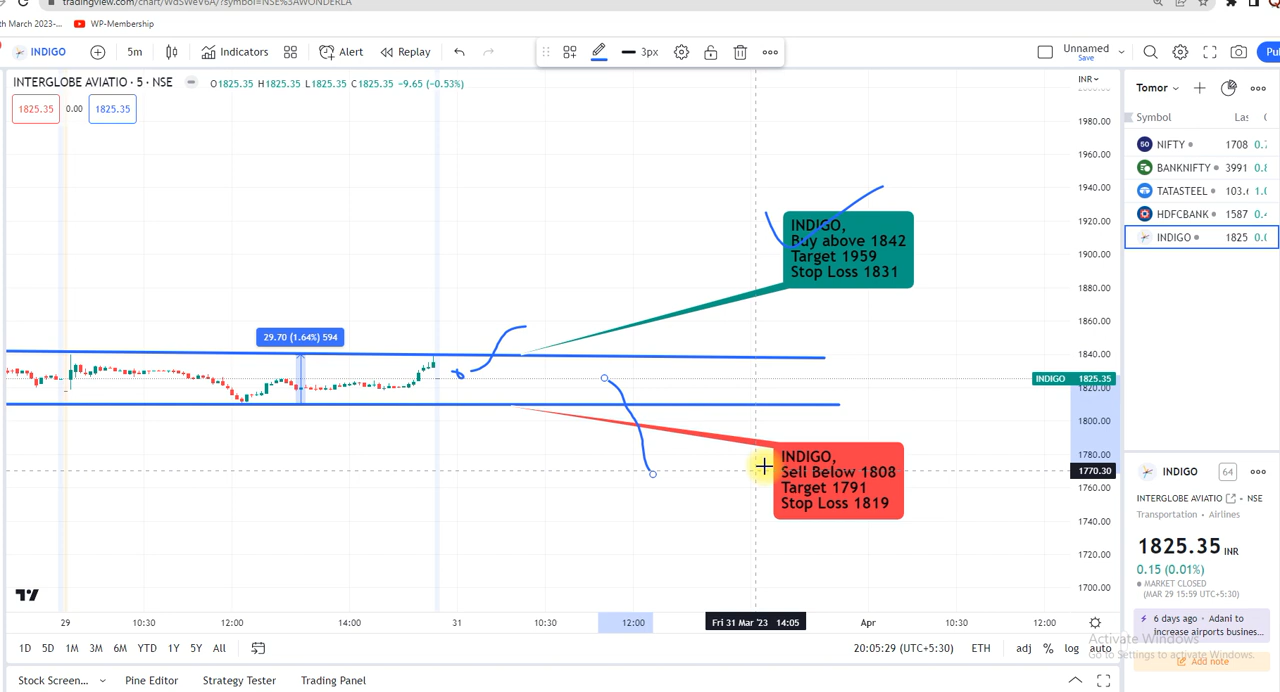 tradingview.com/chart/WdSWeV6A/?symbol=NSE%3AWONDERLA
th March 2023-...
WP-Membership
INDIGO
5m
Indicators
Alert
Replay
3px
Unnamed
Save
INTERGLOBE AVIATIO · 5 · NSE
O1825.35 H1825.35 L1825.35 C1825.35 -9.65 (-0.53%)
1825.35
0.00
1825.35
INR
1980.00
1960.00
1940.00
1920.00
1900.00
1880.00
1860.00
1840.00
INDIGO 1825.35
1820.00
1800.00
1780.00
1770.30
1760.00
1740.00
1720.00
1700.00
INDIGO,
Buy above 1842
Target 1959
Stop Loss 1831
29.70 (1.64%) 594
INDIGO,
Sell Below 1808
Target 1791
Stop Loss 1819
29
10:30
12:00
14:00
31
10:30
12:00
Fri 31 Mar '23 14:05
Apr
10:30
12:00
1D 5D 1M 3M 6M YTD 1Y 5Y All
20:05:29 (UTC+5:30)
ETH
adj % log auto
Stock Screen...
Pine Editor
Strategy Tester
Trading Panel
Tomor
Symbol
NIFTY 1708
BANKNIFTY 3991
TATASTEEL 103.
HDFCBANK 1587
INDIGO 1825
INDIGO
64
INTERGLOBE AVIATIO · NSE
Transportation · Airlines
1825.35 INR
0.15 (0.01%)
MARKET CLOSED
(MAR 29 15:59 UTC+5:30)
6 days ago · Adani to
increase airports busines...
Add note
Activate Windows
Go to Settings to activate Windows.